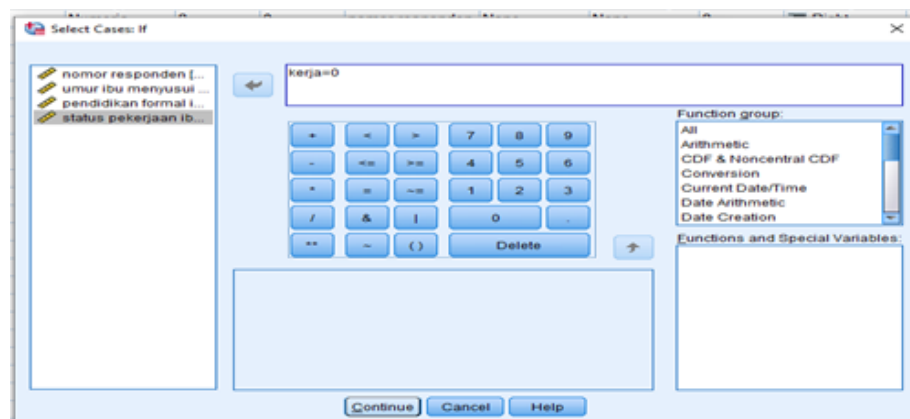 Select Cases: If
nomor responden [...
umur ibu menyusui ...
pendidikan formal i...
status pekerjaan ib...
kerja=0
+ < > 7 8 9
- <= >= 4 5 6
* = ~= 1 2 3
/ & | 0 .
** ~ ( ) Delete
Function group:
All
Arithmetic
CDF & Noncentral CDF
Conversion
Current Date/Time
Date Arithmetic
Date Creation
Functions and Special Variables:
Continue Cancel Help